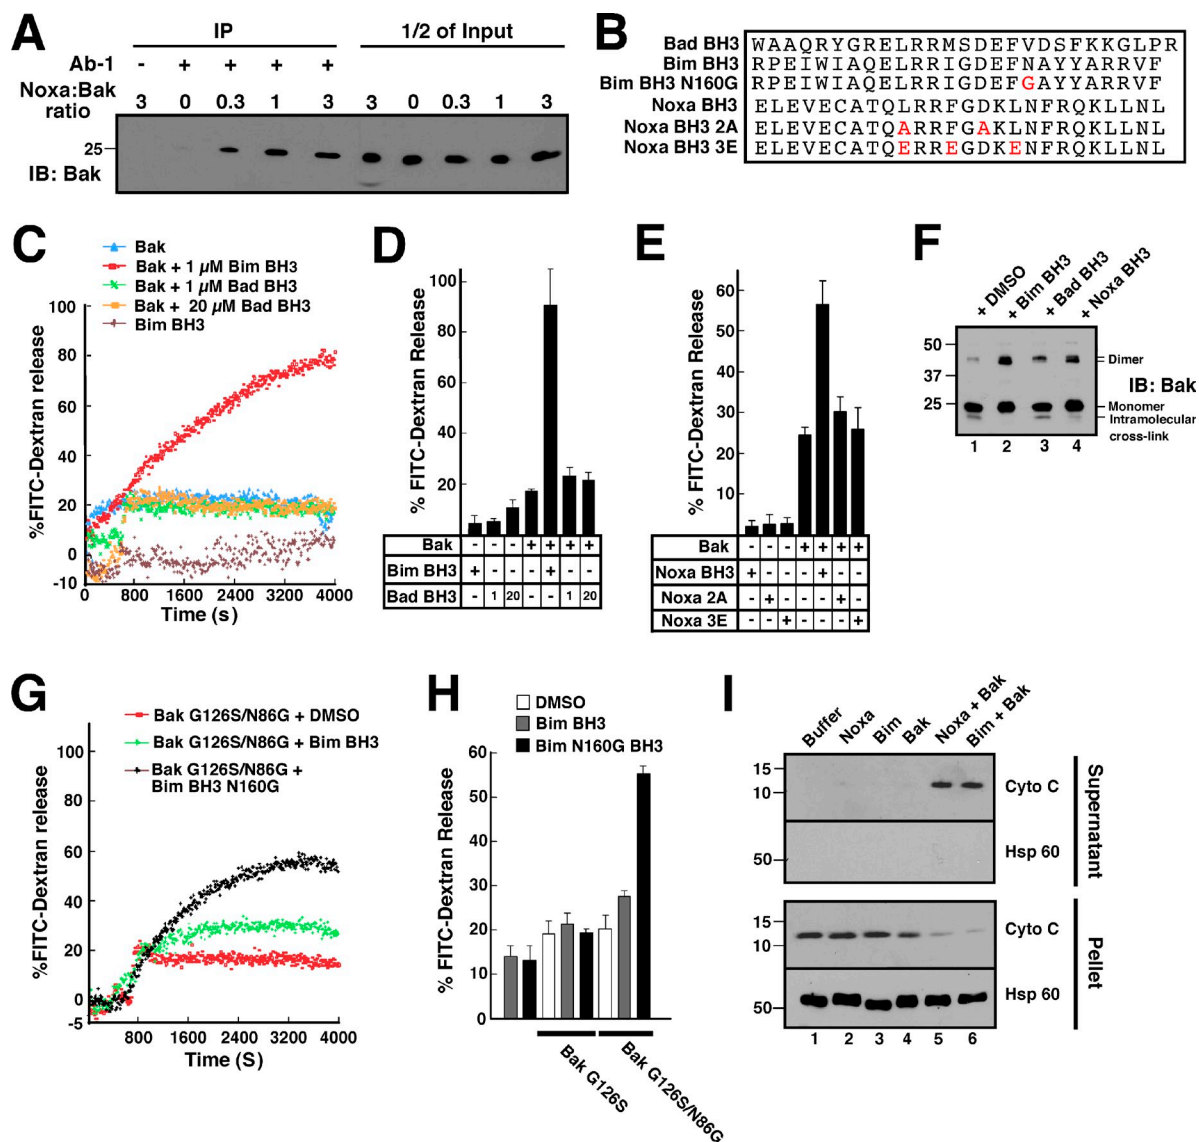 A
IP
1/2 of Input
Ab-1 - + + + +
Noxa:Bak ratio 3 0 0.3 1 3 3 0 0.3 1 3
25
IB: Bak
B
Bad BH3 WAAQRYGRELRRMSDEFVDSFKKGLPR
Bim BH3 RPEIWIAQELRRIGDEFNAYYARRVF
Bim BH3 N160G RPEIWIAQELRRIGDEFGAYYARRVF
Noxa BH3 ELEVECATQLRRFGDKLNFRQKLLNL
Noxa BH3 2A ELEVECATQARRFGAKLNFRQKLLNL
Noxa BH3 3E ELEVECATQERREGDKENFRQKLLNL
C
Bak
Bak + 1 µM Bim BH3
Bak + 1 µM Bad BH3
Bak + 20 µM Bad BH3
Bim BH3
%FITC-Dextran release
100
80
60
40
20
0
-10
0 800 1600 2400 3200 4000
Time (s)
D
% FITC-Dextran Release
100
80
60
40
20
Bak - - - + + + +
Bim BH3 + - - - + - -
Bad BH3 - 1 20 - - 1 20
E
% FITC-Dextran Release
60
50
40
30
20
10
Bak - - - + + + +
Noxa BH3 + - - - + - -
Noxa 2A - + - - - + -
Noxa 3E - - + - - - +
F
+ DMSO
+ Bim BH3
+ Bad BH3
+ Noxa BH3
50
37
25
Dimer
IB: Bak
Monomer
Intramolecular
cross-link
1 2 3 4
G
Bak G126S/N86G + DMSO
Bak G126S/N86G + Bim BH3
Bak G126S/N86G +
Bim BH3 N160G
%FITC-Dextran release
100
80
60
40
20
0
-5
800 1600 2400 3200 4000
Time (S)
H
DMSO
Bim BH3
Bim N160G BH3
% FITC-Dextran Release
60
50
40
30
20
10
0
Bak G126S
Bak G126S/N86G
I
Buffer
Noxa
Bim
Bak
Noxa + Bak
Bim + Bak
15
10
Cyto C
50
Hsp 60
Supernatant
15
10
Cyto C
50
Hsp 60
Pellet
1 2 3 4 5 6